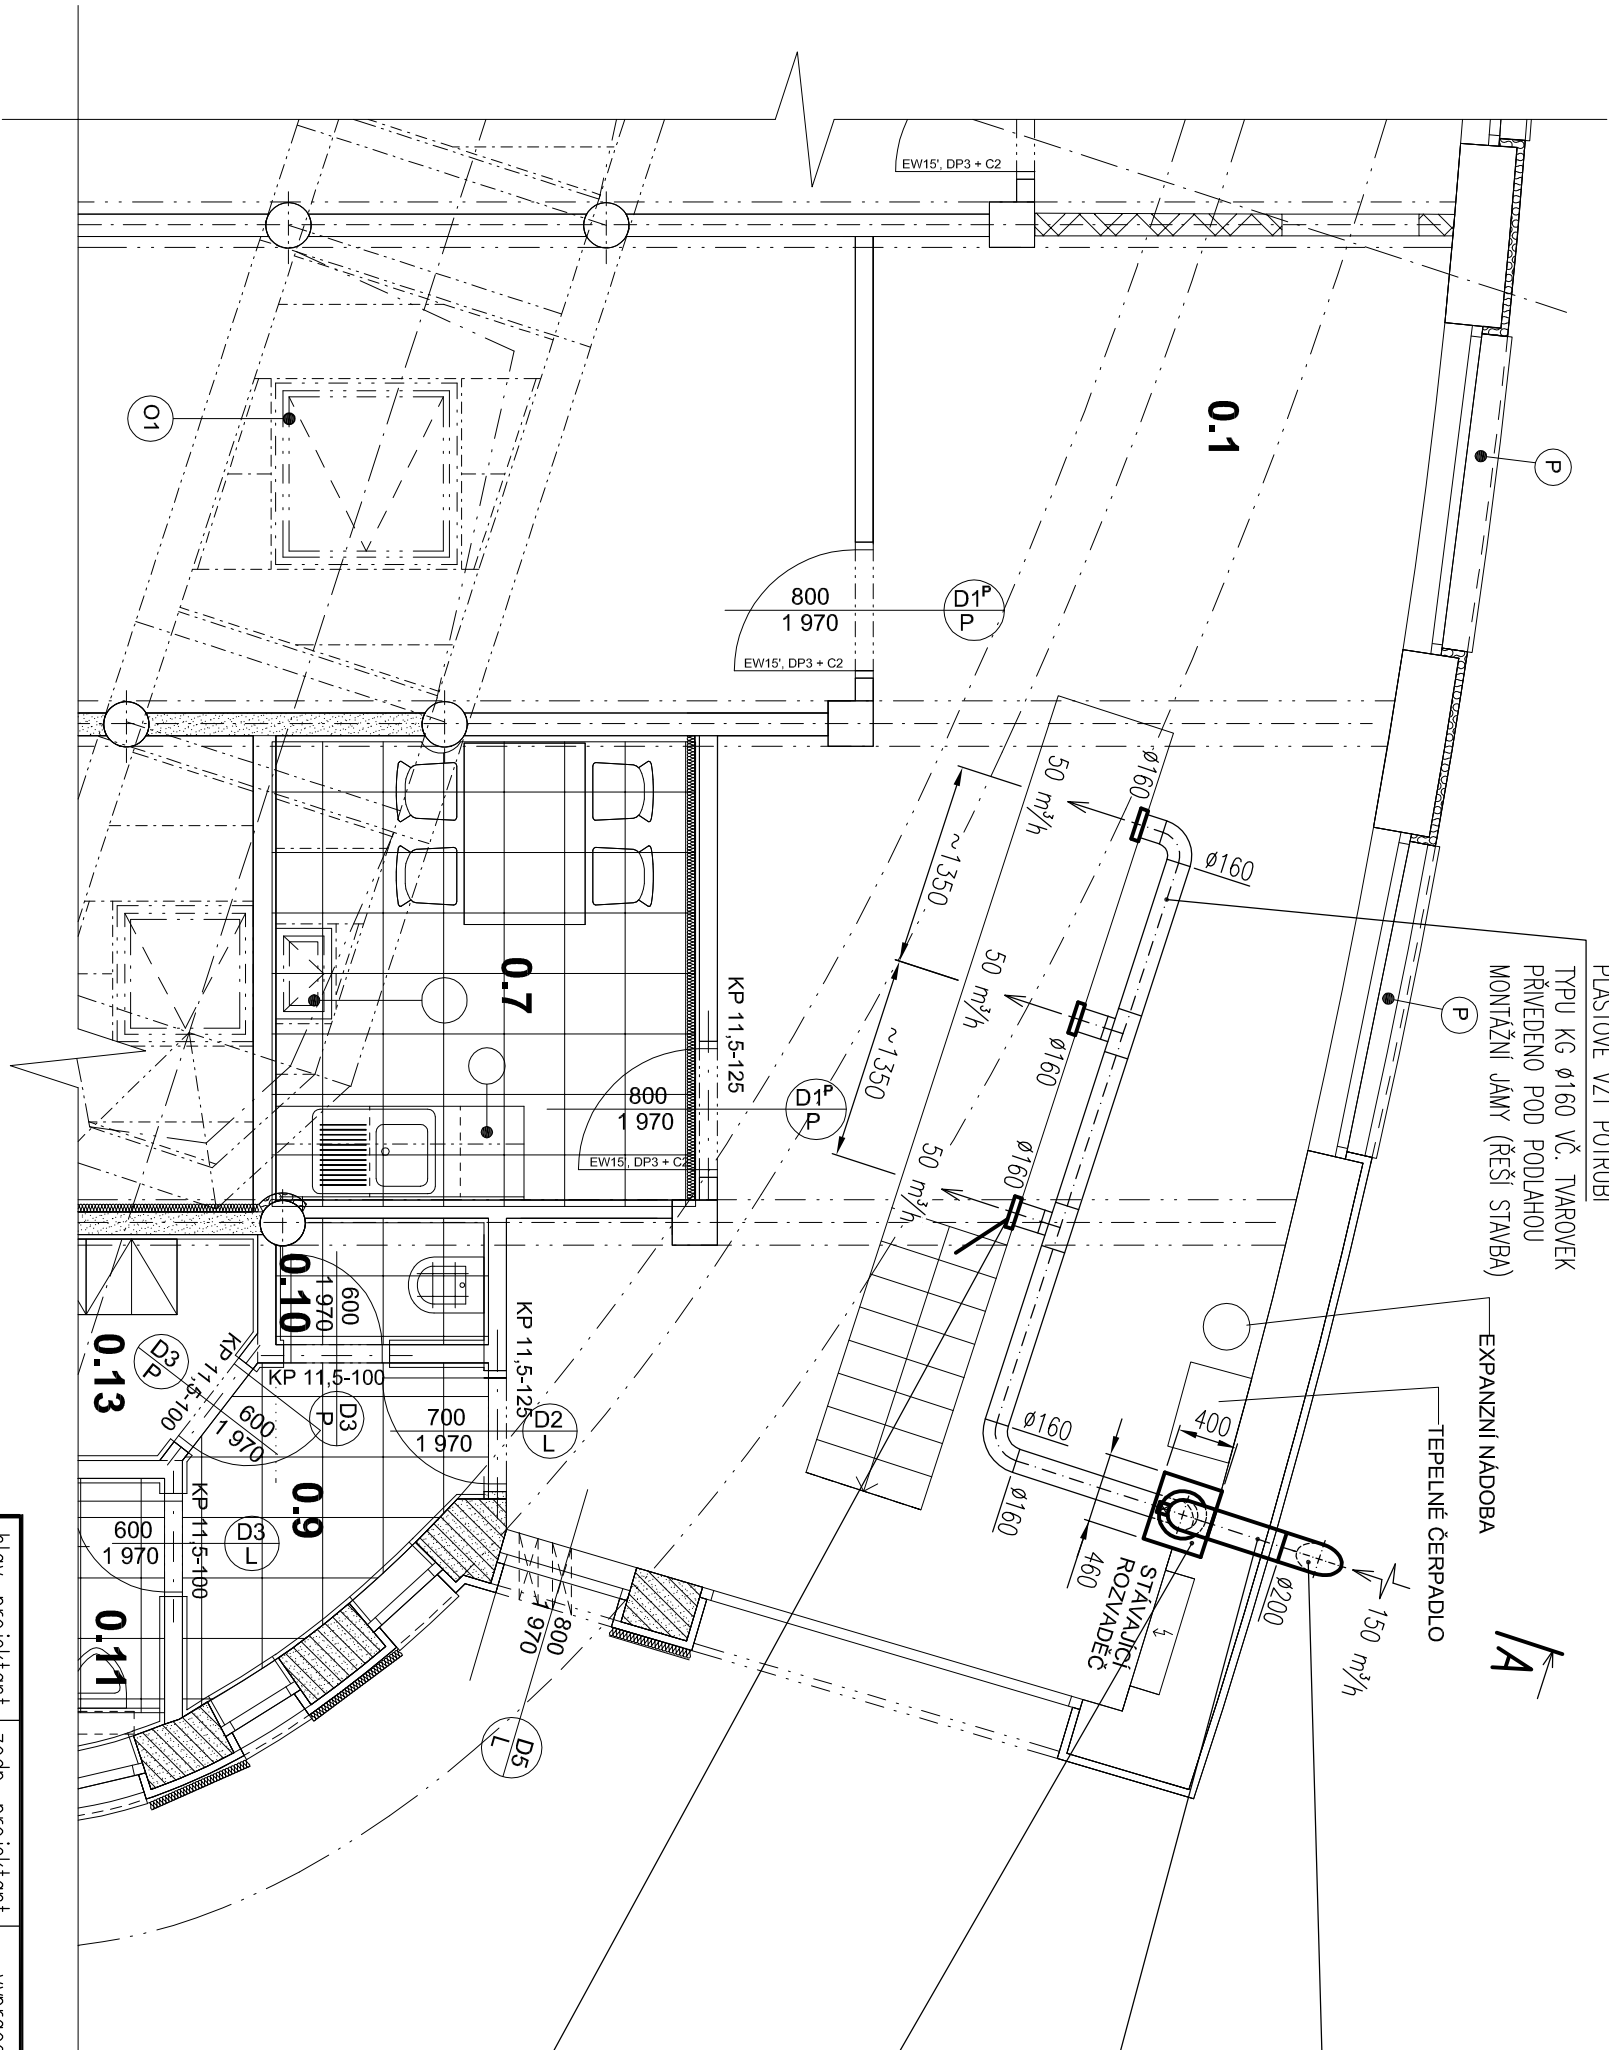 PLASTOVÉ VZT POTRUBÍ
TYPU KG ø160 VČ. TVAROVEK
PŘIVEDENO POD PODLAHOU
MONTÁŽNÍ JÁMY (ŘEŠÍ STAVBA)
EXPANZNÍ NÁDOBA
TEPELNÉ ČERPADLO
A
150 m³/h
ø200
STÁVAJÍCÍ
ROZVADĚČ
400
460
ø160
ø160
ø160
50 m³/h
~1350
ø160
50 m³/h
~1350
ø160
50 m³/h
ø160
P
P
0.1
EW15', DP3 + C2
D1P
P
800
1 970
EW15', DP3 + C2
O1
0.7
KP 11,5-125
D1P
P
800
1 970
EW15', DP3 + C2
0.10
600
1 970
KP 11,5-125
KP 11,5-100
D2
L
700
1 970
D3
P
D3
P
KP 11,5-100
600
1 970
0.13
0.9
KP 11,5-100
D3
L
600
1 970
0.11
800
1 970
D5
L